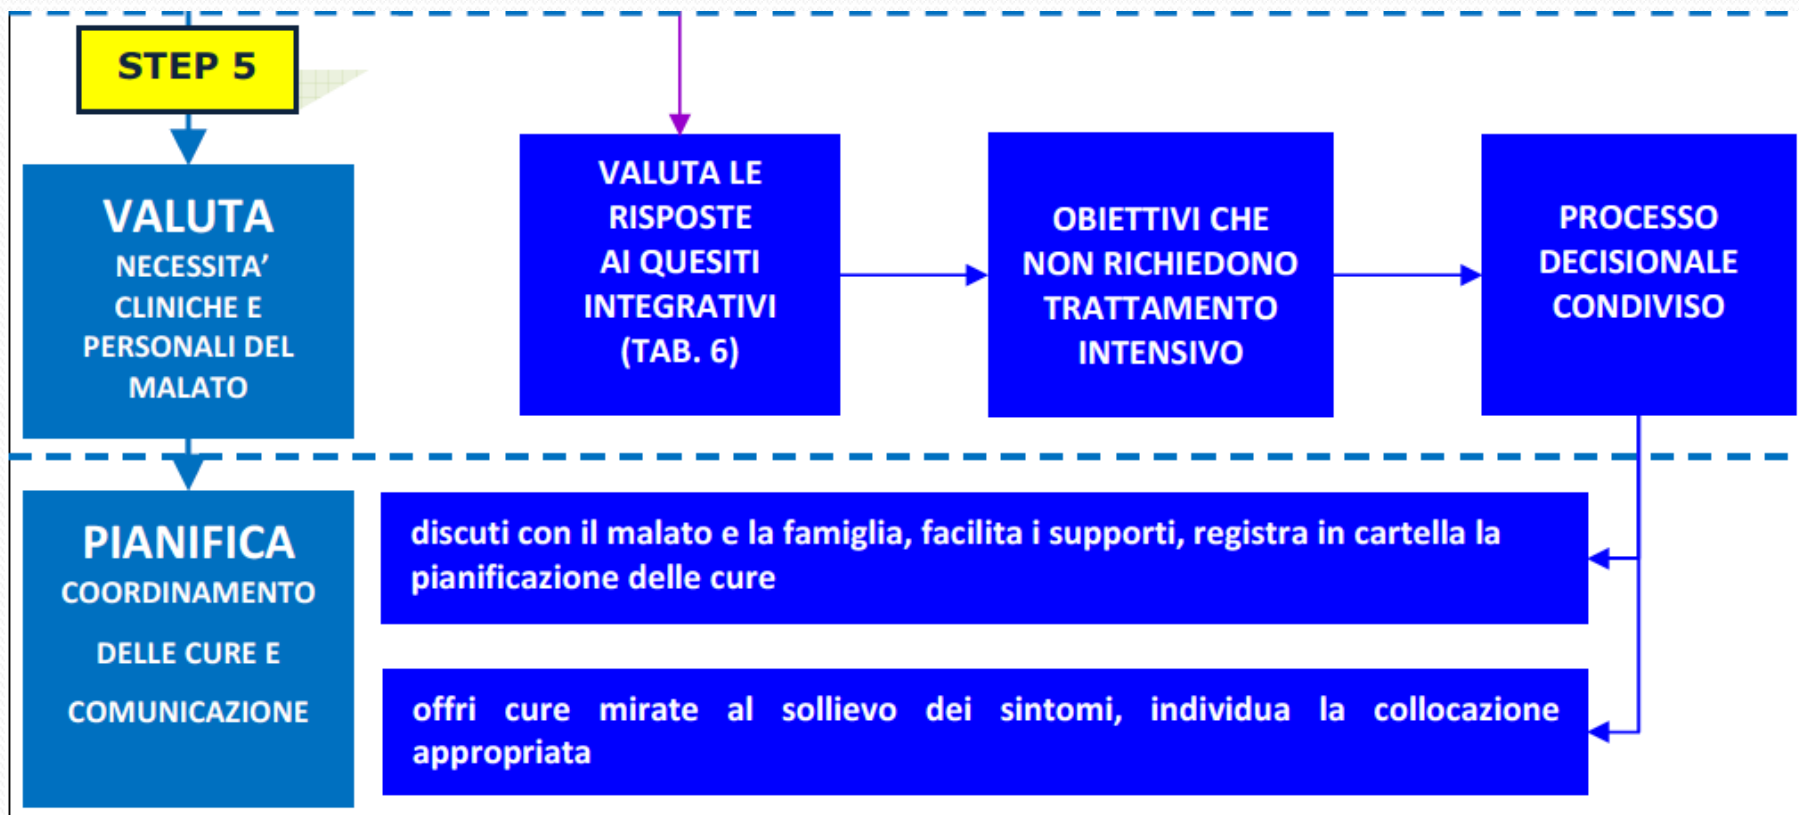 STEP 5
VALUTA
NECESSITA’
CLINICHE E
PERSONALI DEL
MALATO
VALUTA LE
RISPOSTE
AI QUESITI
INTEGRATIVI
(TAB. 6)
OBIETTIVI CHE
NON RICHIEDONO
TRATTAMENTO
INTENSIVO
PROCESSO
DECISIONALE
CONDIVISO
PIANIFICA
COORDINAMENTO
DELLE CURE E
COMUNICAZIONE
discuti con il malato e la famiglia, facilita i supporti, registra in cartella la
pianificazione delle cure
offri cure mirate al sollievo dei sintomi, individua la collocazione
appropriata